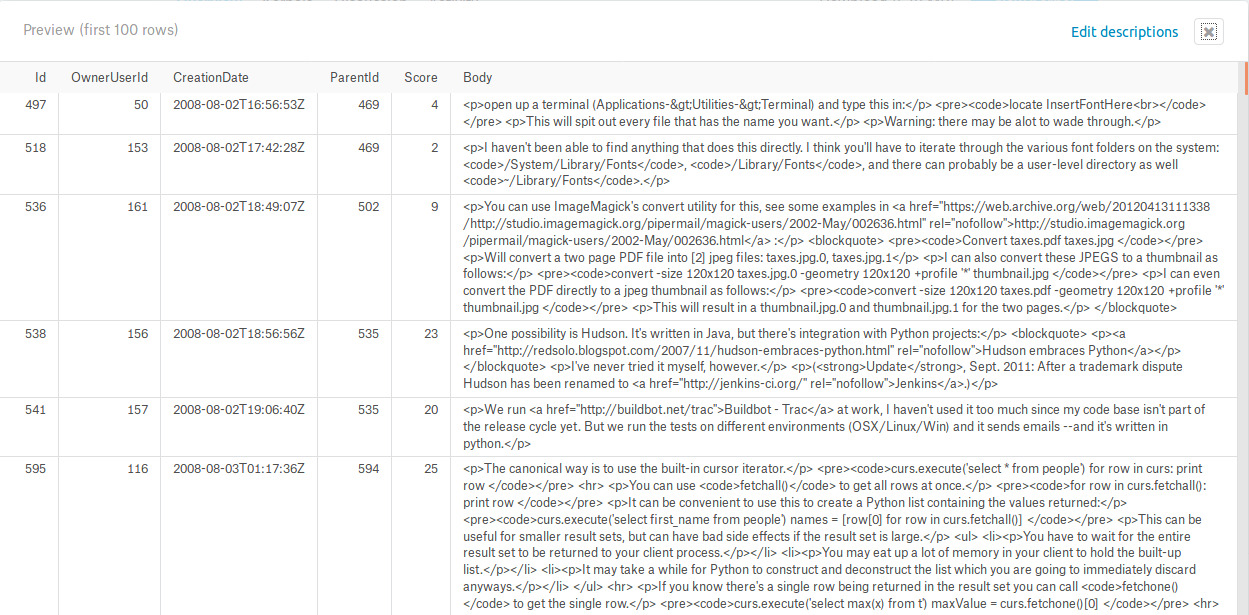 Preview (first 100 rows)
Edit descriptions
Id OwnerUserId CreationDate ParentId Score Body
497 50 2008-08-02T16:56:53Z 469 4 <p>open up a terminal (Applications-&gt;Utilities-&gt;Terminal) and type this in:</p> <pre><code>locate InsertFontHere<br></code>
</pre> <p>This will spit out every file that has the name you want.</p> <p>Warning: there may be alot to wade through.</p>
518 153 2008-08-02T17:42:28Z 469 2 <p>I haven't been able to find anything that does this directly. I think you'll have to iterate through the various font folders on the system:
<code>/System/Library/Fonts</code>, <code>/Library/Fonts</code>, and there can probably be a user-level directory as well
<code>~/Library/Fonts</code>.</p>
536 161 2008-08-02T18:49:07Z 502 9 <p>You can use ImageMagick's convert utility for this, see some examples in <a href="https://web.archive.org/web/20120413111338
/http://studio.imagemagick.org/pipermail/magick-users/2002-May/002636.html" rel="nofollow">http://studio.imagemagick.org
/pipermail/magick-users/2002-May/002636.html</a> :</p> <blockquote> <pre><code>Convert taxes.pdf taxes.jpg </code></pre>
<p>Will convert a two page PDF file into [2] jpeg files: taxes.jpg.0, taxes.jpg.1</p> <p>I can also convert these JPEGS to a thumbnail as
follows:</p> <pre><code>convert -size 120x120 taxes.jpg.0 -geometry 120x120 +profile '*' thumbnail.jpg </code></pre> <p>I can even
convert the PDF directly to a jpeg thumbnail as follows:</p> <pre><code>convert -size 120x120 taxes.pdf -geometry 120x120 +profile '*'
thumbnail.jpg </code></pre> <p>This will result in a thumbnail.jpg.0 and thumbnail.jpg.1 for the two pages.</p> </blockquote>
538 156 2008-08-02T18:56:56Z 535 23 <p>One possibility is Hudson. It's written in Java, but there's integration with Python projects:</p> <blockquote> <p><a
href="http://redsolo.blogspot.com/2007/11/hudson-embraces-python.html" rel="nofollow">Hudson embraces Python</a></p>
</blockquote> <p>I've never tried it myself, however.</p> <p>(<strong>Update</strong>, Sept. 2011: After a trademark dispute
Hudson has been renamed to <a href="http://jenkins-ci.org/" rel="nofollow">Jenkins</a>.)</p>
541 157 2008-08-02T19:06:40Z 535 20 <p>We run <a href="http://buildbot.net/trac">Buildbot - Trac</a> at work, I haven't used it too much since my code base isn't part of
the release cycle yet. But we run the tests on different environments (OSX/Linux/Win) and it sends emails --and it's written in
python.</p>
595 116 2008-08-03T01:17:36Z 594 25 <p>The canonical way is to use the built-in cursor iterator.</p> <pre><code>curs.execute('select * from people') for row in curs: print
row </code></pre> <hr> <p>You can use <code>fetchall()</code> to get all rows at once.</p> <pre><code>for row in curs.fetchall():
print row </code></pre> <p>It can be convenient to use this to create a Python list containing the values returned:</p>
<pre><code>curs.execute('select first_name from people') names = [row[0] for row in curs.fetchall()] </code></pre> <p>This can be
useful for smaller result sets, but can have bad side effects if the result set is large.</p> <ul> <li><p>You have to wait for the entire
result set to be returned to your client process.</p></li> <li><p>You may eat up a lot of memory in your client to hold the built-up
list.</p></li> <li><p>It may take a while for Python to construct and deconstruct the list which you are going to immediately discard
anyways.</p></li> </ul> <hr> <p>If you know there's a single row being returned in the result set you can call <code>fetchone()
</code> to get the single row.</p> <pre><code>curs.execute('select max(x) from t') maxValue = curs.fetchone()[0] </code></pre> <hr>